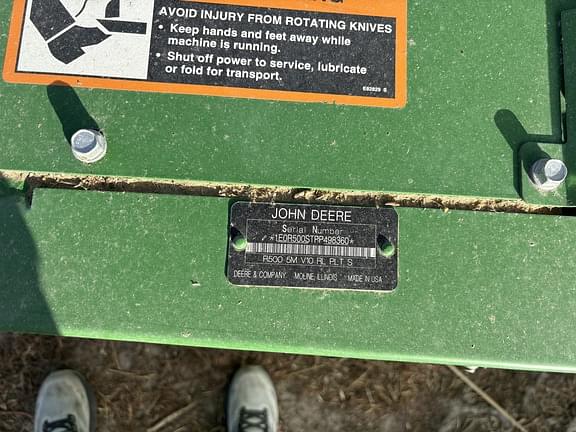 AVOID INJURY FROM ROTATING KNIVES
• Keep hands and feet away while
machine is running.
• Shut off power to service, lubricate
or fold for transport.
E82829 S
JOHN DEERE
Serial Number
*1E0R500STPP498360*
R500 5M V10 RL PLT S
DEERE & COMPANY MOLINE, ILLINOIS MADE IN USA